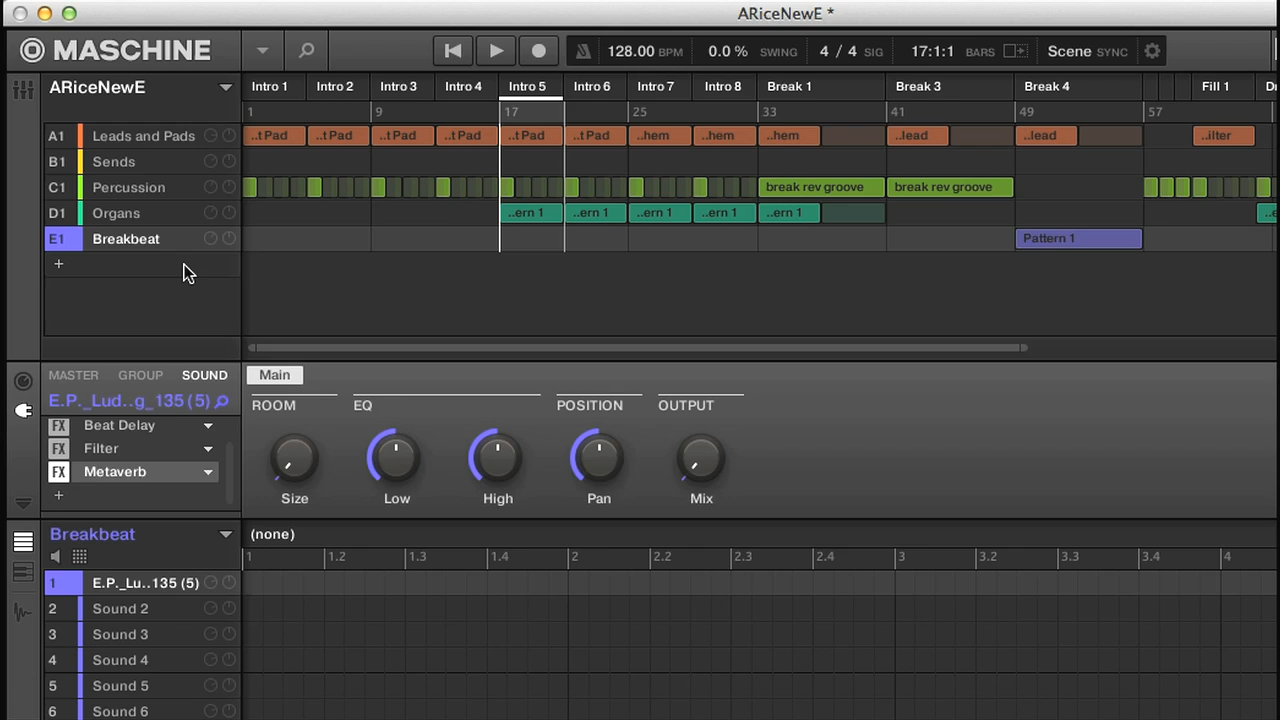 ARiceNewE *
MASCHINE 128.00 BPM 0.0 % SWING 4 / 4 SIG 17:1:1 BARS Scene SYNC
ARiceNewE Intro 1 Intro 2 Intro 3 Intro 4 Intro 5 Intro 6 Intro 7 Intro 8 Break 1 Break 3 Break 4 Fill 1
1 9 17 25 33 41 49 57
A1 Leads and Pads ..t Pad ..t Pad ..t Pad ..t Pad ..t Pad ..t Pad ..hem ..hem ..hem ..lead ..lead ..ilter
B1 Sends
C1 Percussion break rev groove break rev groove
D1 Organs ..ern 1 ..ern 1 ..ern 1 ..ern 1 ..ern 1
E1 Breakbeat Pattern 1
+
MASTER GROUP SOUND Main
E.P._Lud..g_135 (5) ROOM EQ POSITION OUTPUT
FX Beat Delay
FX Filter
FX Metaverb
+ Size Low High Pan Mix
Breakbeat (none)
1 1.2 1.3 1.4 2 2.2 2.3 2.4 3 3.2 3.3 3.4 4
1 E.P._Lu..135 (5)
2 Sound 2
3 Sound 3
4 Sound 4
5 Sound 5
6 Sound 6